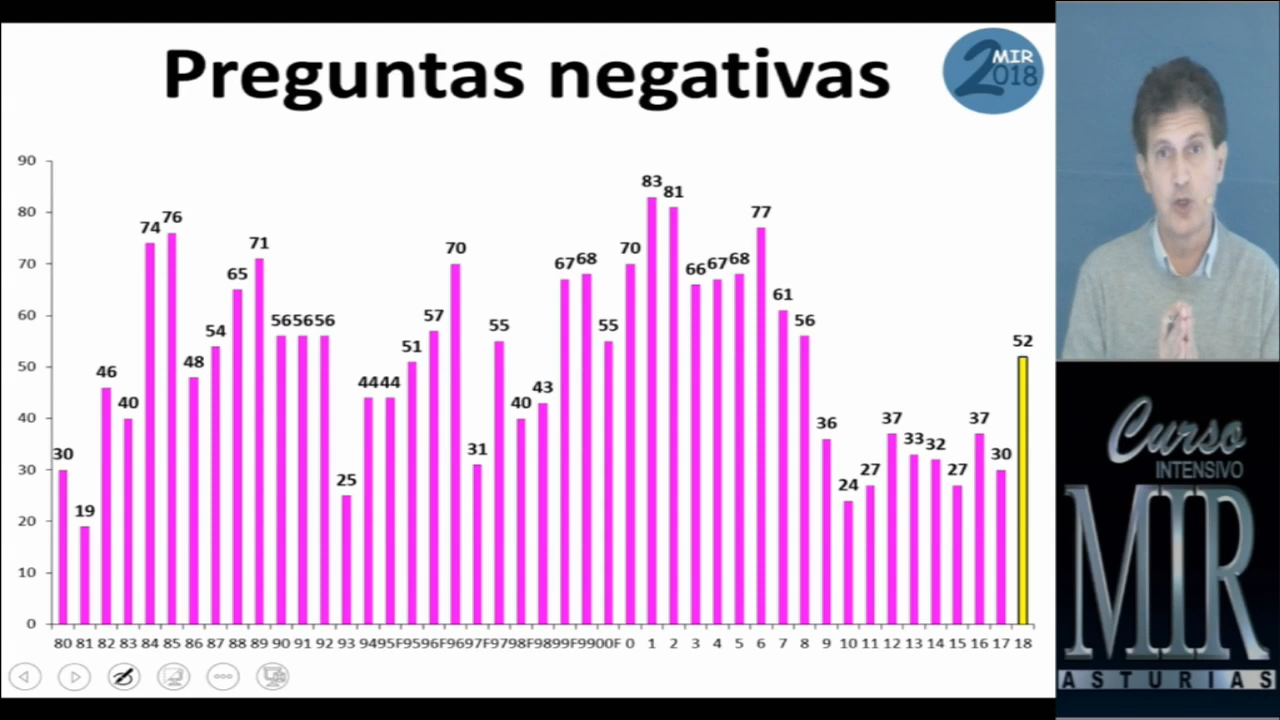 Preguntas negativas
2
MIR
018
90
80
70
60
50
40
30
20
10
0
30 19 46 40 74 76 48 54 65 71 56 56 56 25 44 44 51 57 70 31 55 40 43 67 68 55 70 83 81 66 67 68 77 61 56 36 24 27 37 33 32 27 37 30 52
80 81 82 83 84 85 86 87 88 89 90 91 92 93 94 95F 95 96F 96 97F 97 98F 98 99F 99 00F 0 1 2 3 4 5 6 7 8 9 10 11 12 13 14 15 16 17 18
Curso
INTENSIVO
MIR
ASTURIAS